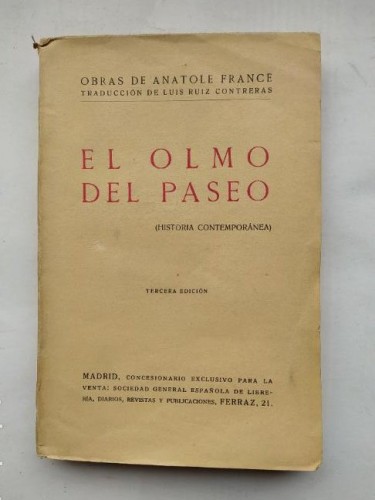 OBRAS DE ANATOLE FRANCE
TRADUCCIÓN DE LUIS RUIZ CONTRERAS
EL OLMO
DEL PASEO
(HISTORIA CONTEMPORÁNEA)
TERCERA EDICIÓN
MADRID, CONCESIONARIO EXCLUSIVO PARA LA
VENTA: SOCIEDAD GENERAL ESPAÑOLA DE LIBRE-
RÍA, DIARIOS, REVISTAS Y PUBLICACIONES, FERRAZ, 21.